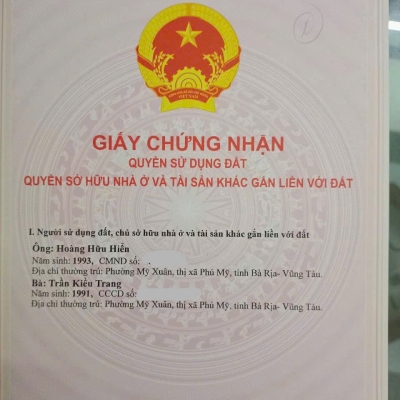 VIỆT NAM
GIẤY CHỨNG NHẬN
QUYỀN SỬ DỤNG ĐẤT
QUYỀN SỞ HỮU NHÀ Ở VÀ TÀI SẢN KHÁC GẮN LIỀN VỚI ĐẤT
I. Người sử dụng đất, chủ sở hữu nhà ở và tài sản khác gắn liền với đất
Ông: Hoàng Hữu Hiền
Năm sinh: 1993, CMND số:
Địa chỉ thường trú: Phường Mỹ Xuân, thị xã Phú Mỹ, tỉnh Bà Rịa- Vũng Tàu.
Bà: Trần Kiều Trang
Năm sinh: 1991, CCCD số:
Địa chỉ thường trú: Phường Mỹ Xuân, thị xã Phú Mỹ, tỉnh Bà Rịa- Vũng Tàu.